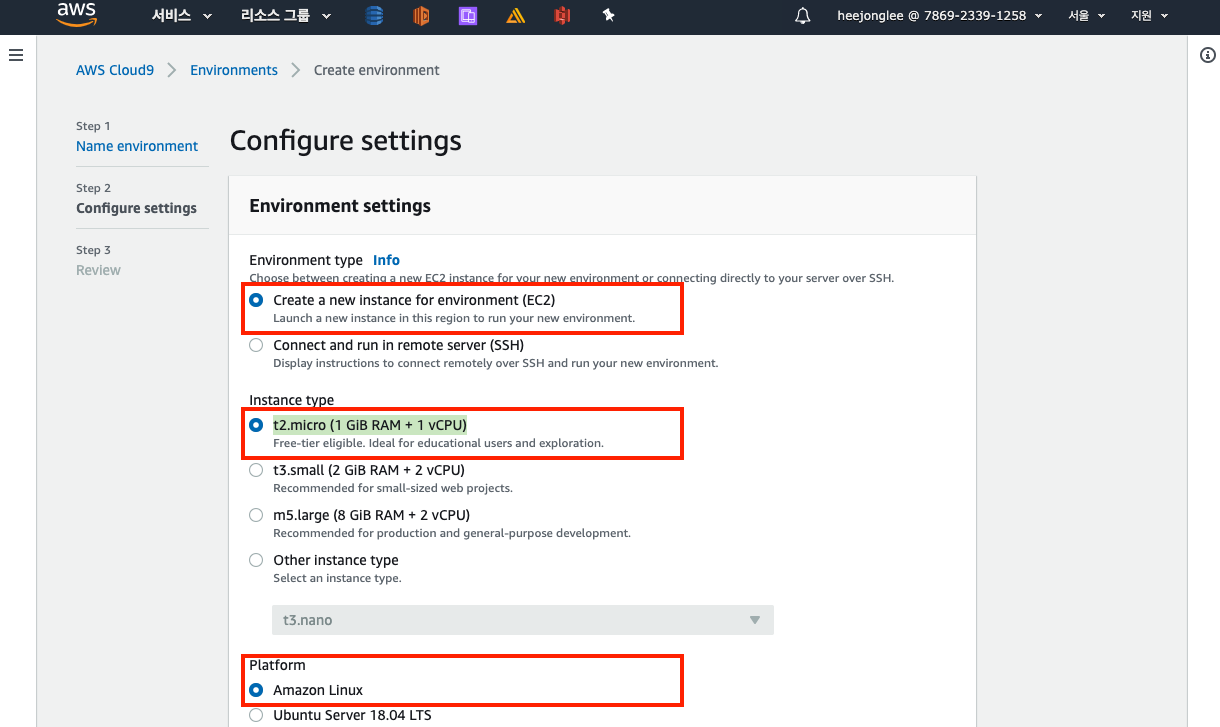 aws 서비스 리소스 그룹 heejonglee @ 7869-2339-1258 서울 지원
AWS Cloud9 Environments Create environment
Step 1
Name environment
Step 2
Configure settings
Step 3
Review
Configure settings
Environment settings
Environment type Info
Choose between creating a new EC2 instance for your new environment or connecting directly to your server over SSH.
Create a new instance for environment (EC2)
Launch a new instance in this region to run your new environment.
Connect and run in remote server (SSH)
Display instructions to connect remotely over SSH and run your new environment.
Instance type
t2.micro (1 GiB RAM + 1 vCPU)
Free-tier eligible. Ideal for educational users and exploration.
t3.small (2 GiB RAM + 2 vCPU)
Recommended for small-sized web projects.
m5.large (8 GiB RAM + 2 vCPU)
Recommended for production and general-purpose development.
Other instance type
Select an instance type.
t3.nano
Platform
Amazon Linux
Ubuntu Server 18.04 LTS